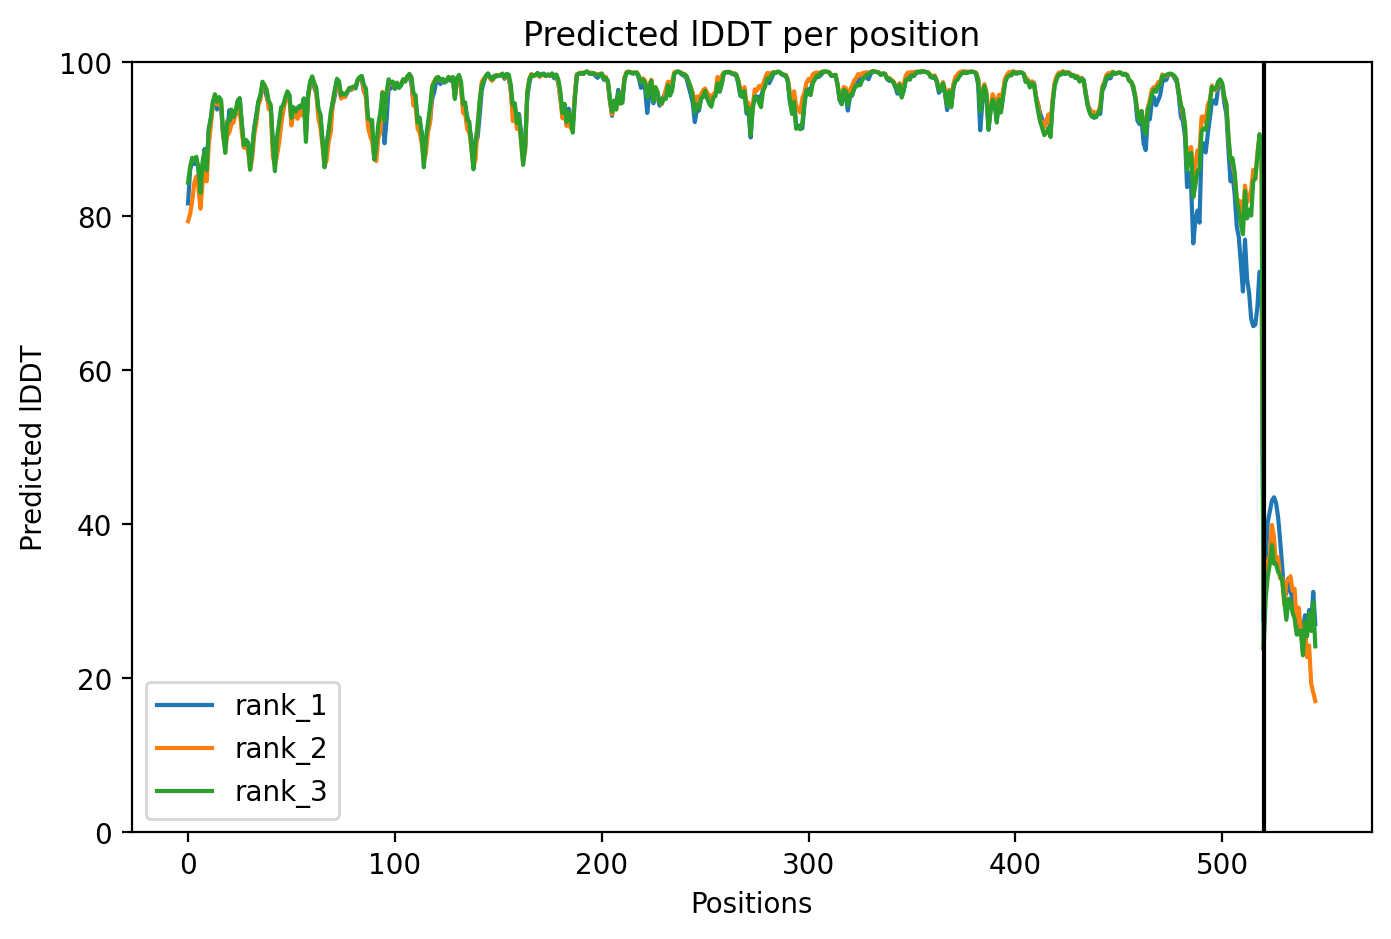 Predicted lDDT per position
100
80
60
40
20
0
Predicted lDDT
rank_1
rank_2
rank_3
0 100 200 300 400 500
Positions